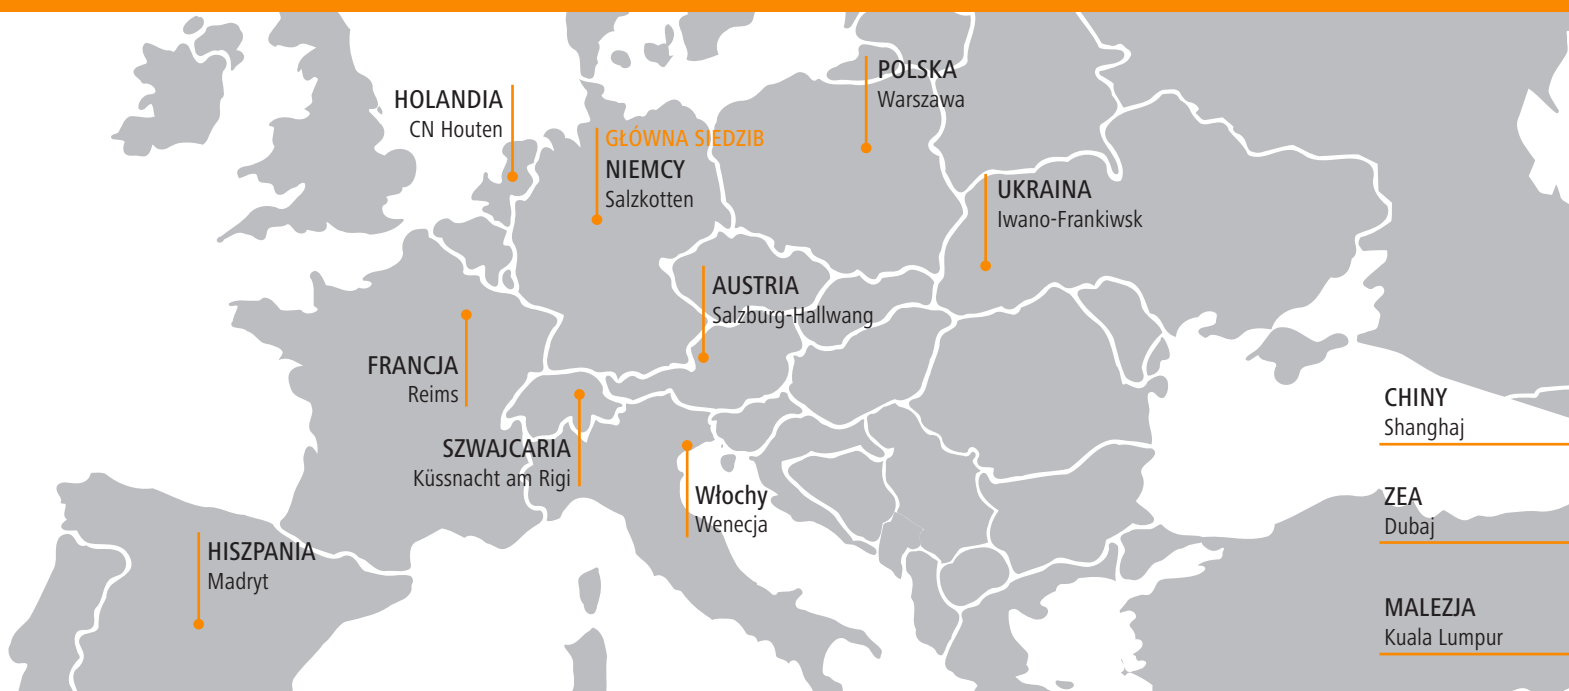 POLSKA
Warszawa
HOLANDIA
CN Houten
GŁÓWNA SIEDZIB
NIEMCY
Salzkotten
UKRAINA
Iwano-Frankiwsk
AUSTRIA
Salzburg-Hallwang
FRANCJA
Reims
CHINY
Shanghaj
SZWAJCARIA
Küssnacht am Rigi
Włochy
Wenecja
ZEA
Dubaj
HISZPANIA
Madryt
MALEZJA
Kuala Lumpur